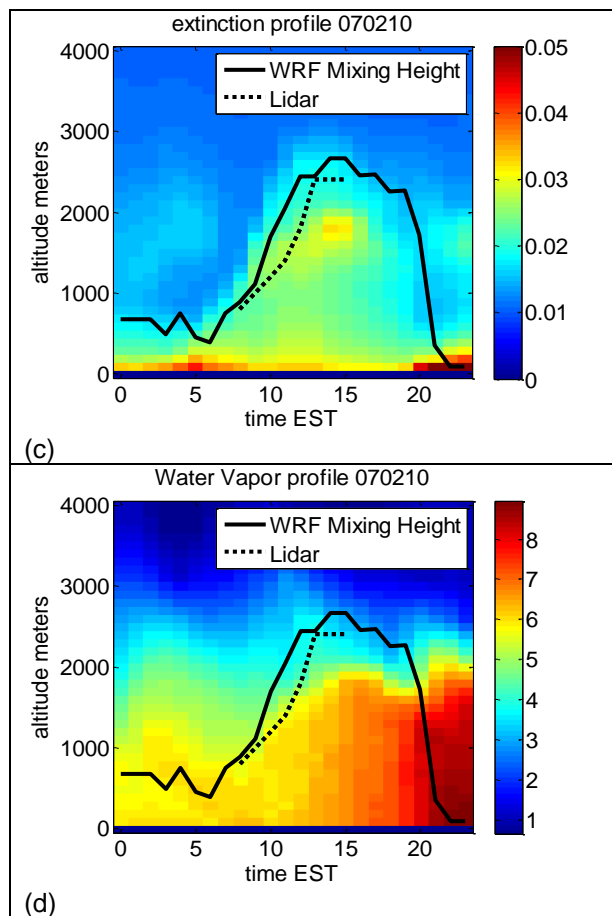 extinction profile 070210
4000
3000
2000
1000
0
altitude meters
WRF Mixing Height
Lidar
0.05
0.04
0.03
0.02
0.01
0
0 5 10 15 20
time EST
(c)
Water Vapor profile 070210
4000
3000
2000
1000
0
altitude meters
WRF Mixing Height
Lidar
8
7
6
5
4
3
2
1
0 5 10 15 20
time EST
(d)